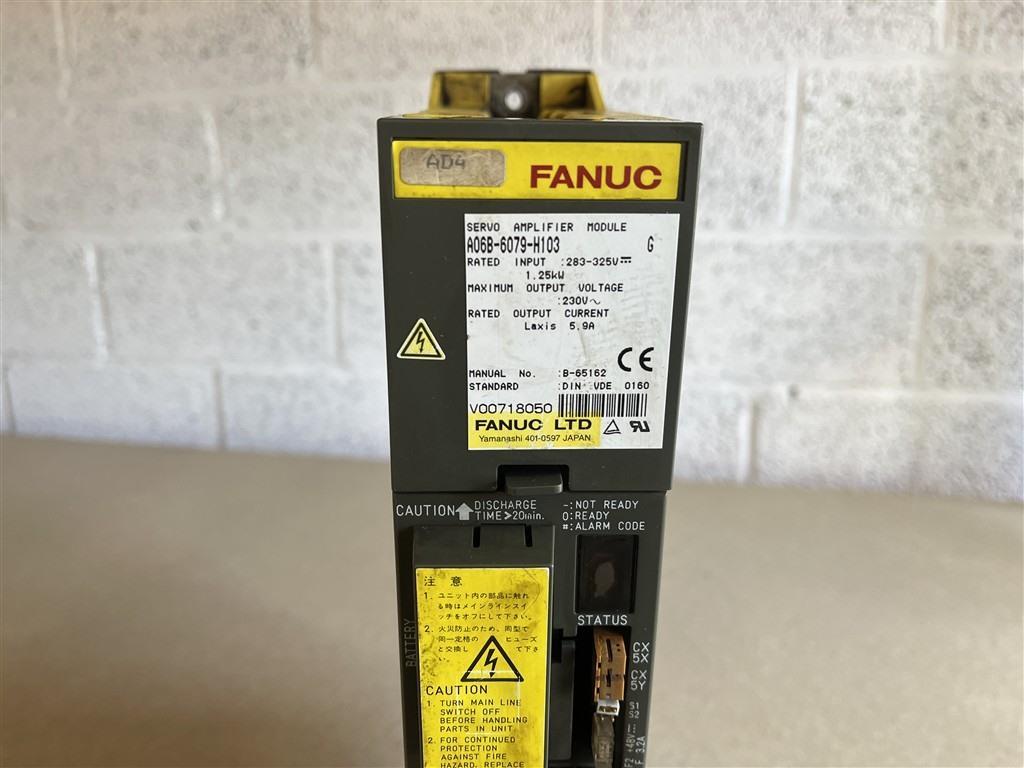 AD4
FANUC
SERVO AMPLIFIER MODULE
A06B-6079-H103 G
RATED INPUT :283-325V⎓
1.25kW
MAXIMUM OUTPUT VOLTAGE
:230V~
RATED OUTPUT CURRENT
Laxis 5.9A
CE
MANUAL No. :B-65162
STANDARD :DIN VDE 0160
V00718050
FANUC LTD
Yamanashi 401-0597 JAPAN
CAUTION DISCHARGE
TIME>20min.
-:NOT READY
0:READY
#:ALARM CODE
STATUS
BATTERY
注 意
1. ユニット内の部品に触れ
る時はメインラインスイ
ッチをオフにして下さい。
2. 火災防止のため、同型で
同一定格の ヒューズ
と交換し て下さ
い
CAUTION
1. TURN MAIN LINE
SWITCH OFF
BEFORE HANDLING
PARTS IN UNIT.
2. FOR CONTINUED
PROTECTION
AGAINST FIRE
HAZARD, REPLACE
CX
5X
CX
5Y
S1
S2
F2 +48V
F 3.2A